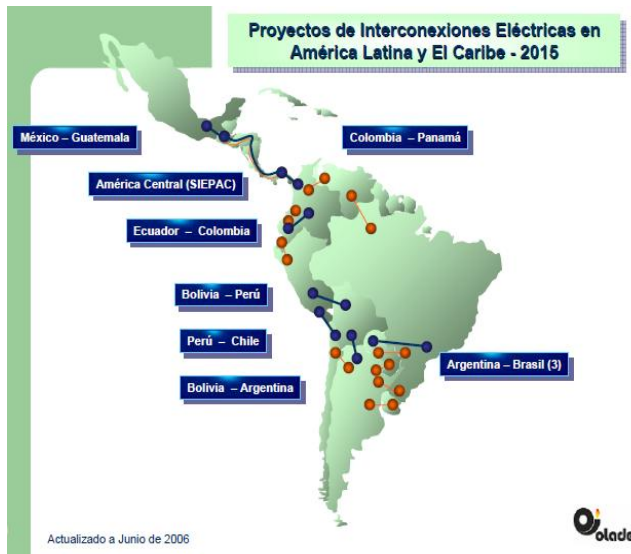 Proyectos de Interconexiones Eléctricas en
América Latina y El Caribe - 2015
México – Guatemala
Colombia – Panamá
América Central (SIEPAC)
Ecuador – Colombia
Bolivia – Perú
Perú – Chile
Argentina – Brasil (3)
Bolivia – Argentina
Actualizado a Junio de 2006
olade